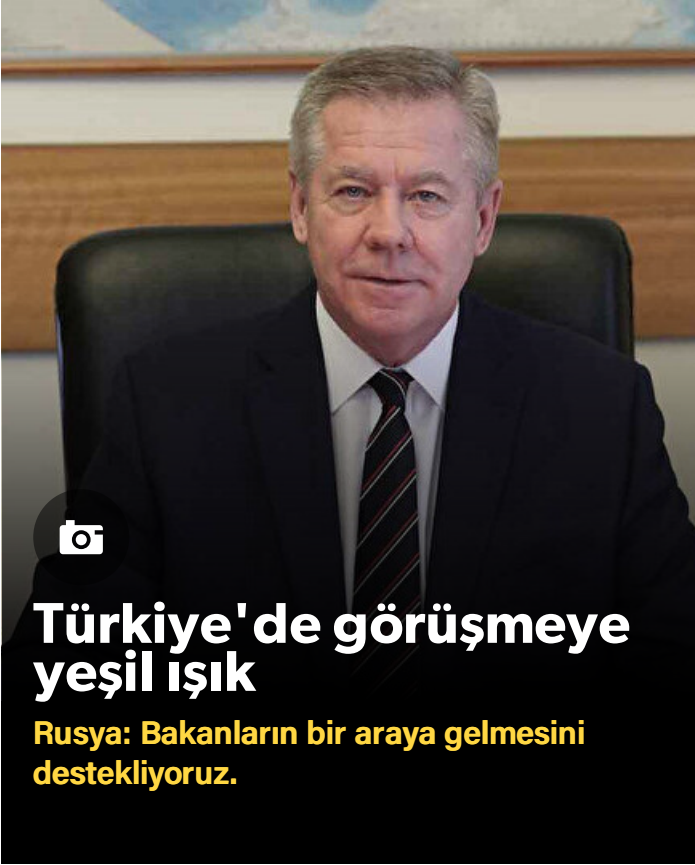 Türkiye'de görüşmeye
yeşil ışık
Rusya: Bakanların bir araya gelmesini
destekliyoruz.